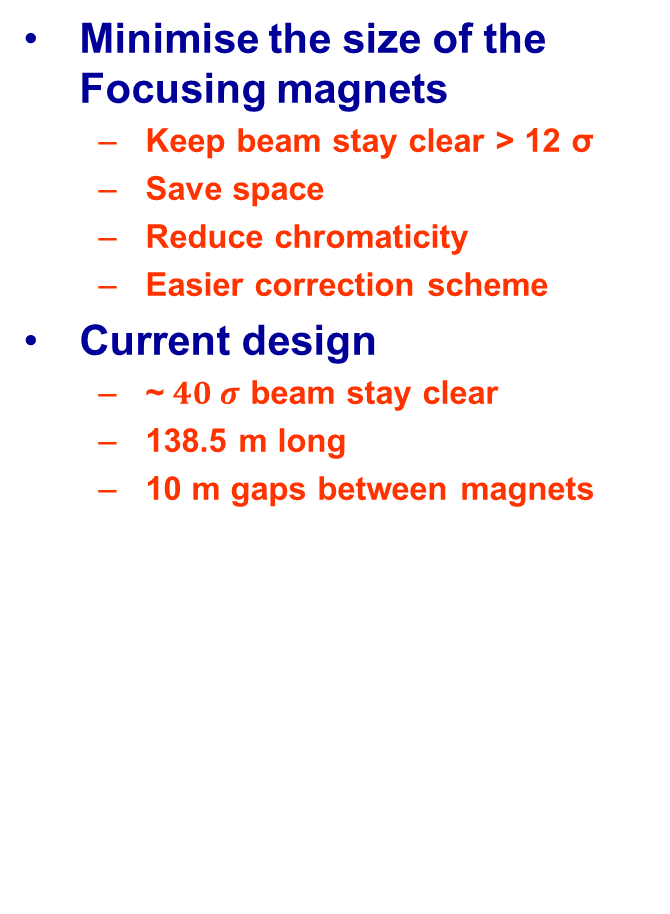 • Minimise the size of the
Focusing magnets
– Keep beam stay clear > 12 σ
– Save space
– Reduce chromaticity
– Easier correction scheme
• Current design
– ~ 40 𝜎 beam stay clear
– 138.5 m long
– 10 m gaps between magnets